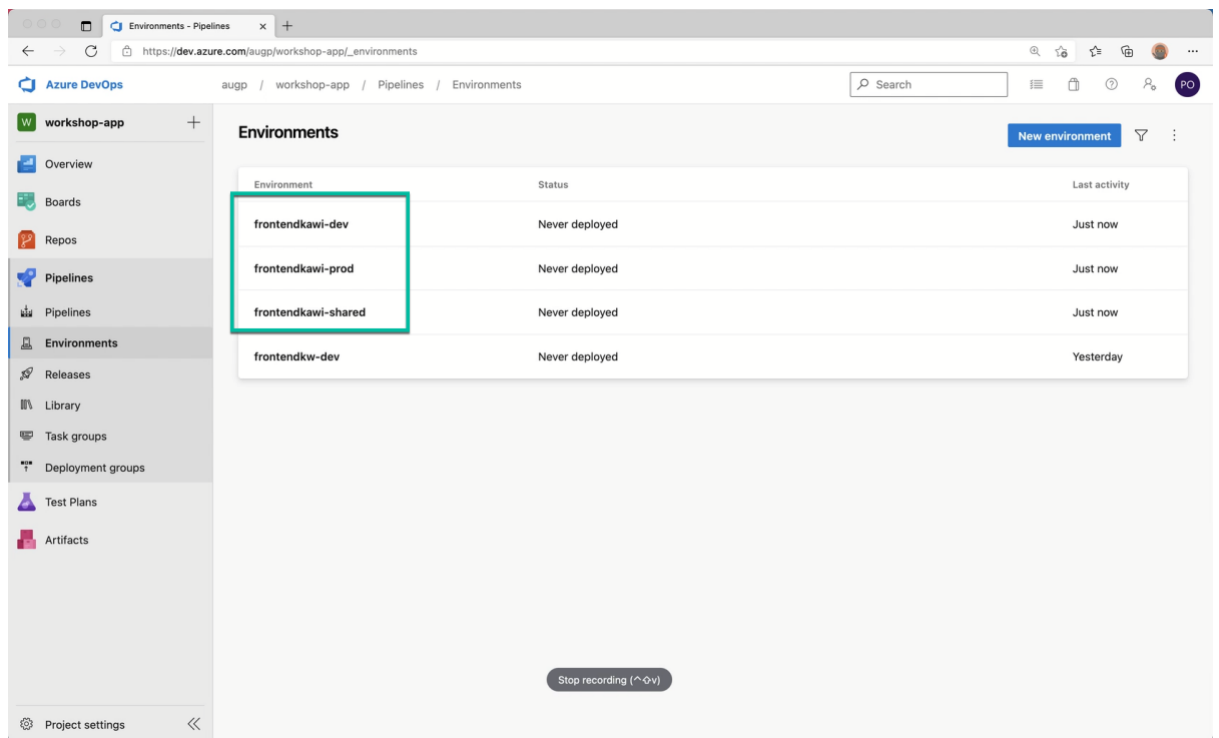 Environments - Pipelines
https://dev.azure.com/augp/workshop-app/_environments
Azure DevOps
augp / workshop-app / Pipelines / Environments
Search
PO
W workshop-app
Overview
Boards
Repos
Pipelines
Pipelines
Environments
Releases
Library
Task groups
Deployment groups
Test Plans
Artifacts
Project settings
Environments
New environment
Environment Status Last activity
frontendkawi-dev Never deployed Just now
frontendkawi-prod Never deployed Just now
frontendkawi-shared Never deployed Just now
frontendkw-dev Never deployed Yesterday
Stop recording (^⇧v)